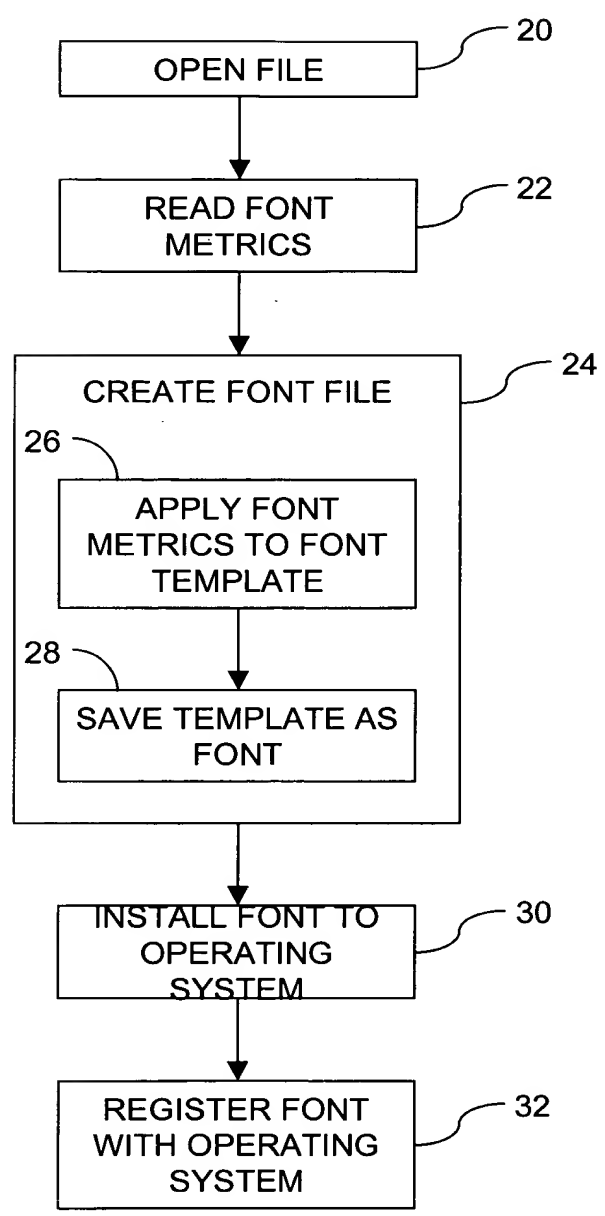 20
OPEN FILE
22
READ FONT
METRICS
24
CREATE FONT FILE
26
APPLY FONT
METRICS TO FONT
TEMPLATE
28
SAVE TEMPLATE AS
FONT
30
INSTALL FONT TO
OPERATING
SYSTEM
32
REGISTER FONT
WITH OPERATING
SYSTEM